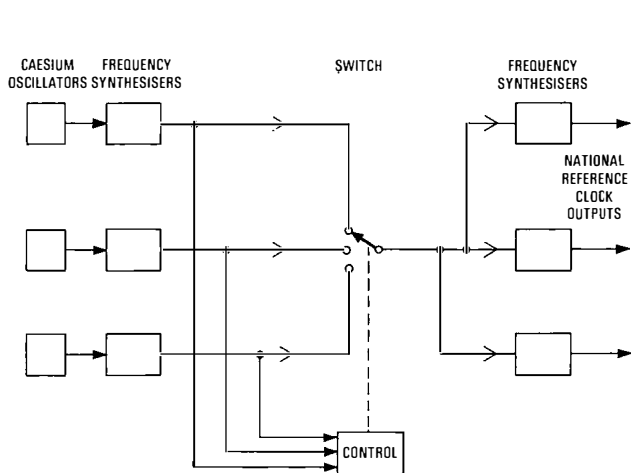 CAESIUM
OSCILLATORS
FREQUENCY
SYNTHESISERS
SWITCH
FREQUENCY
SYNTHESISERS
NATIONAL
REFERENCE
CLOCK
OUTPUTS
CONTROL